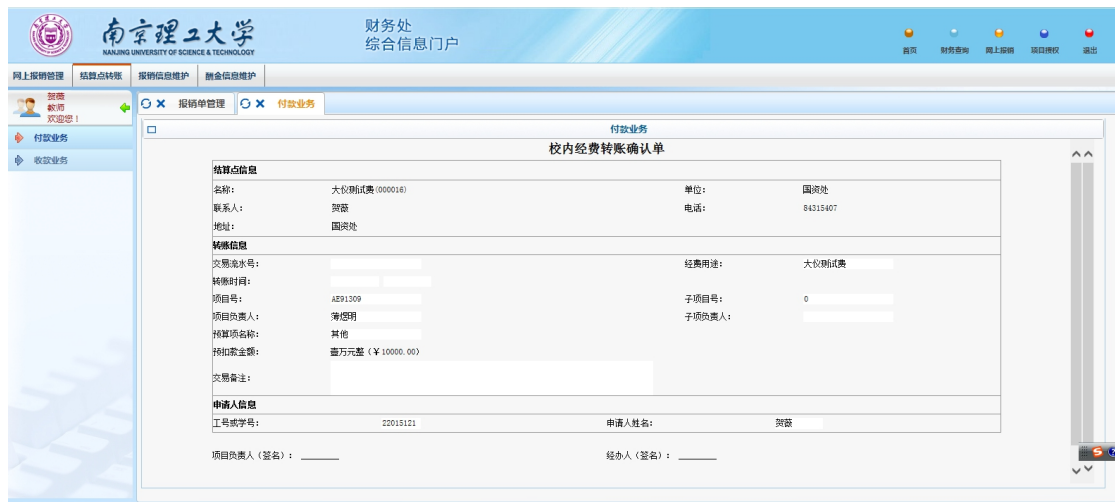 南京理工大学
NANJING UNIVERSITY OF SCIENCE & TECHNOLOGY
财务处
综合信息门户
首页 财务查询 网上报销 项目授权 退出
网上报销管理 结算点转账 报销信息维护 酬金信息维护
贺薇
教师
欢迎您!
报销单管理 付款业务
付款业务
收款业务
付款业务
校内经费转账确认单
结算点信息
名称: 大仪测试费(000016) 单位: 国资处
联系人: 贺薇 电话: 84315407
地址: 国资处
转账信息
交易流水号: 经费用途: 大仪测试费
转账时间:
项目号: AE91309 子项目号: 0
项目负责人: 薄煜明 子项负责人:
预算项名称: 其他
预扣款金额: 壹万元整(¥10000.00)
交易备注:
申请人信息
工号或学号: 22015121 申请人姓名: 贺薇
项目负责人(签名): ______ 经办人(签名): ______